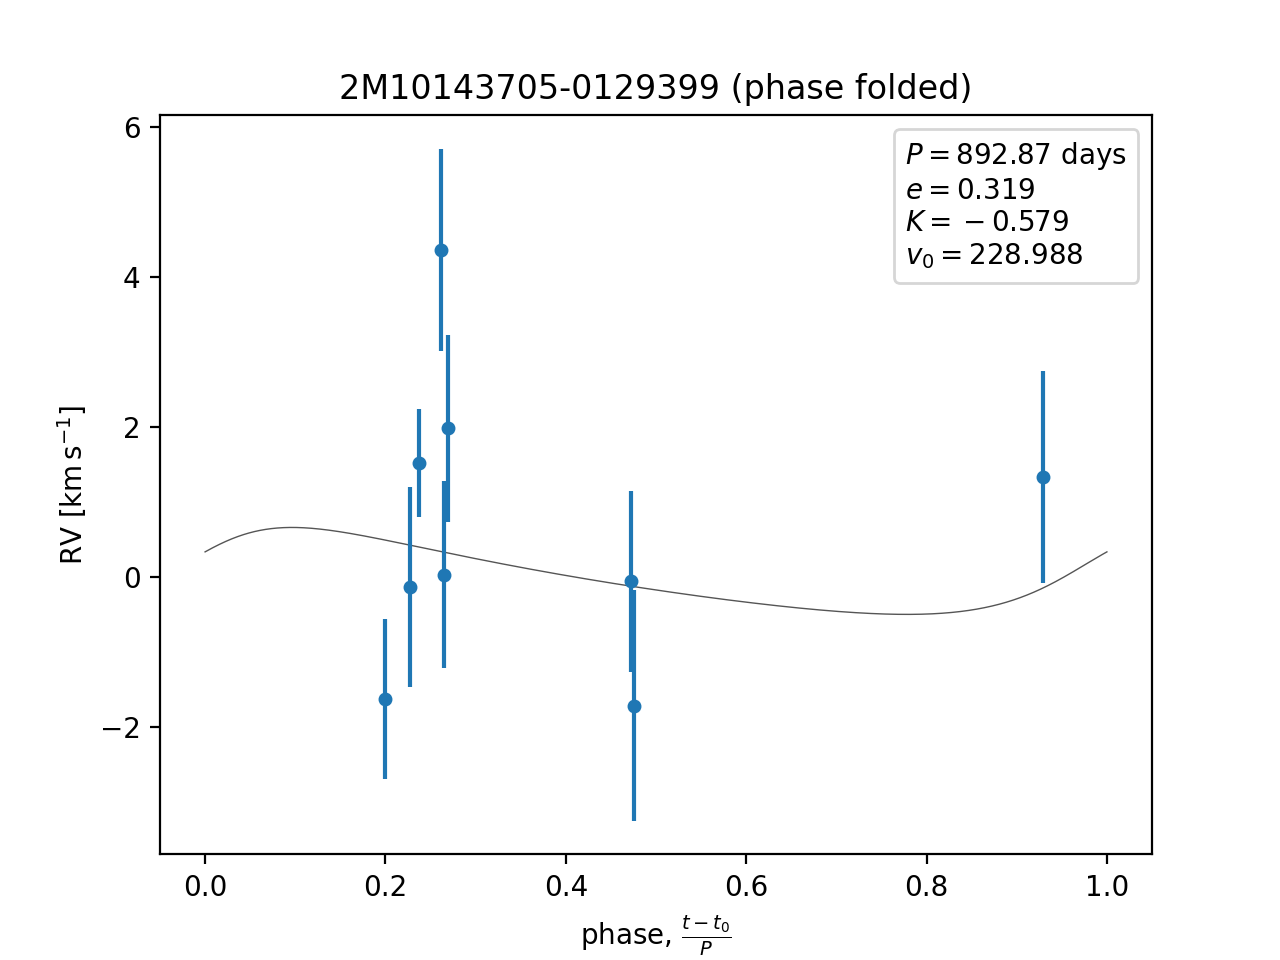 2M10143705-0129399 (phase folded)
P = 892.87 days
e = 0.319
K = −0.579
v₀ = 228.988
RV [km s⁻¹]
6
4
2
0
−2
0.0 0.2 0.4 0.6 0.8 1.0
phase, (t − t₀)/P